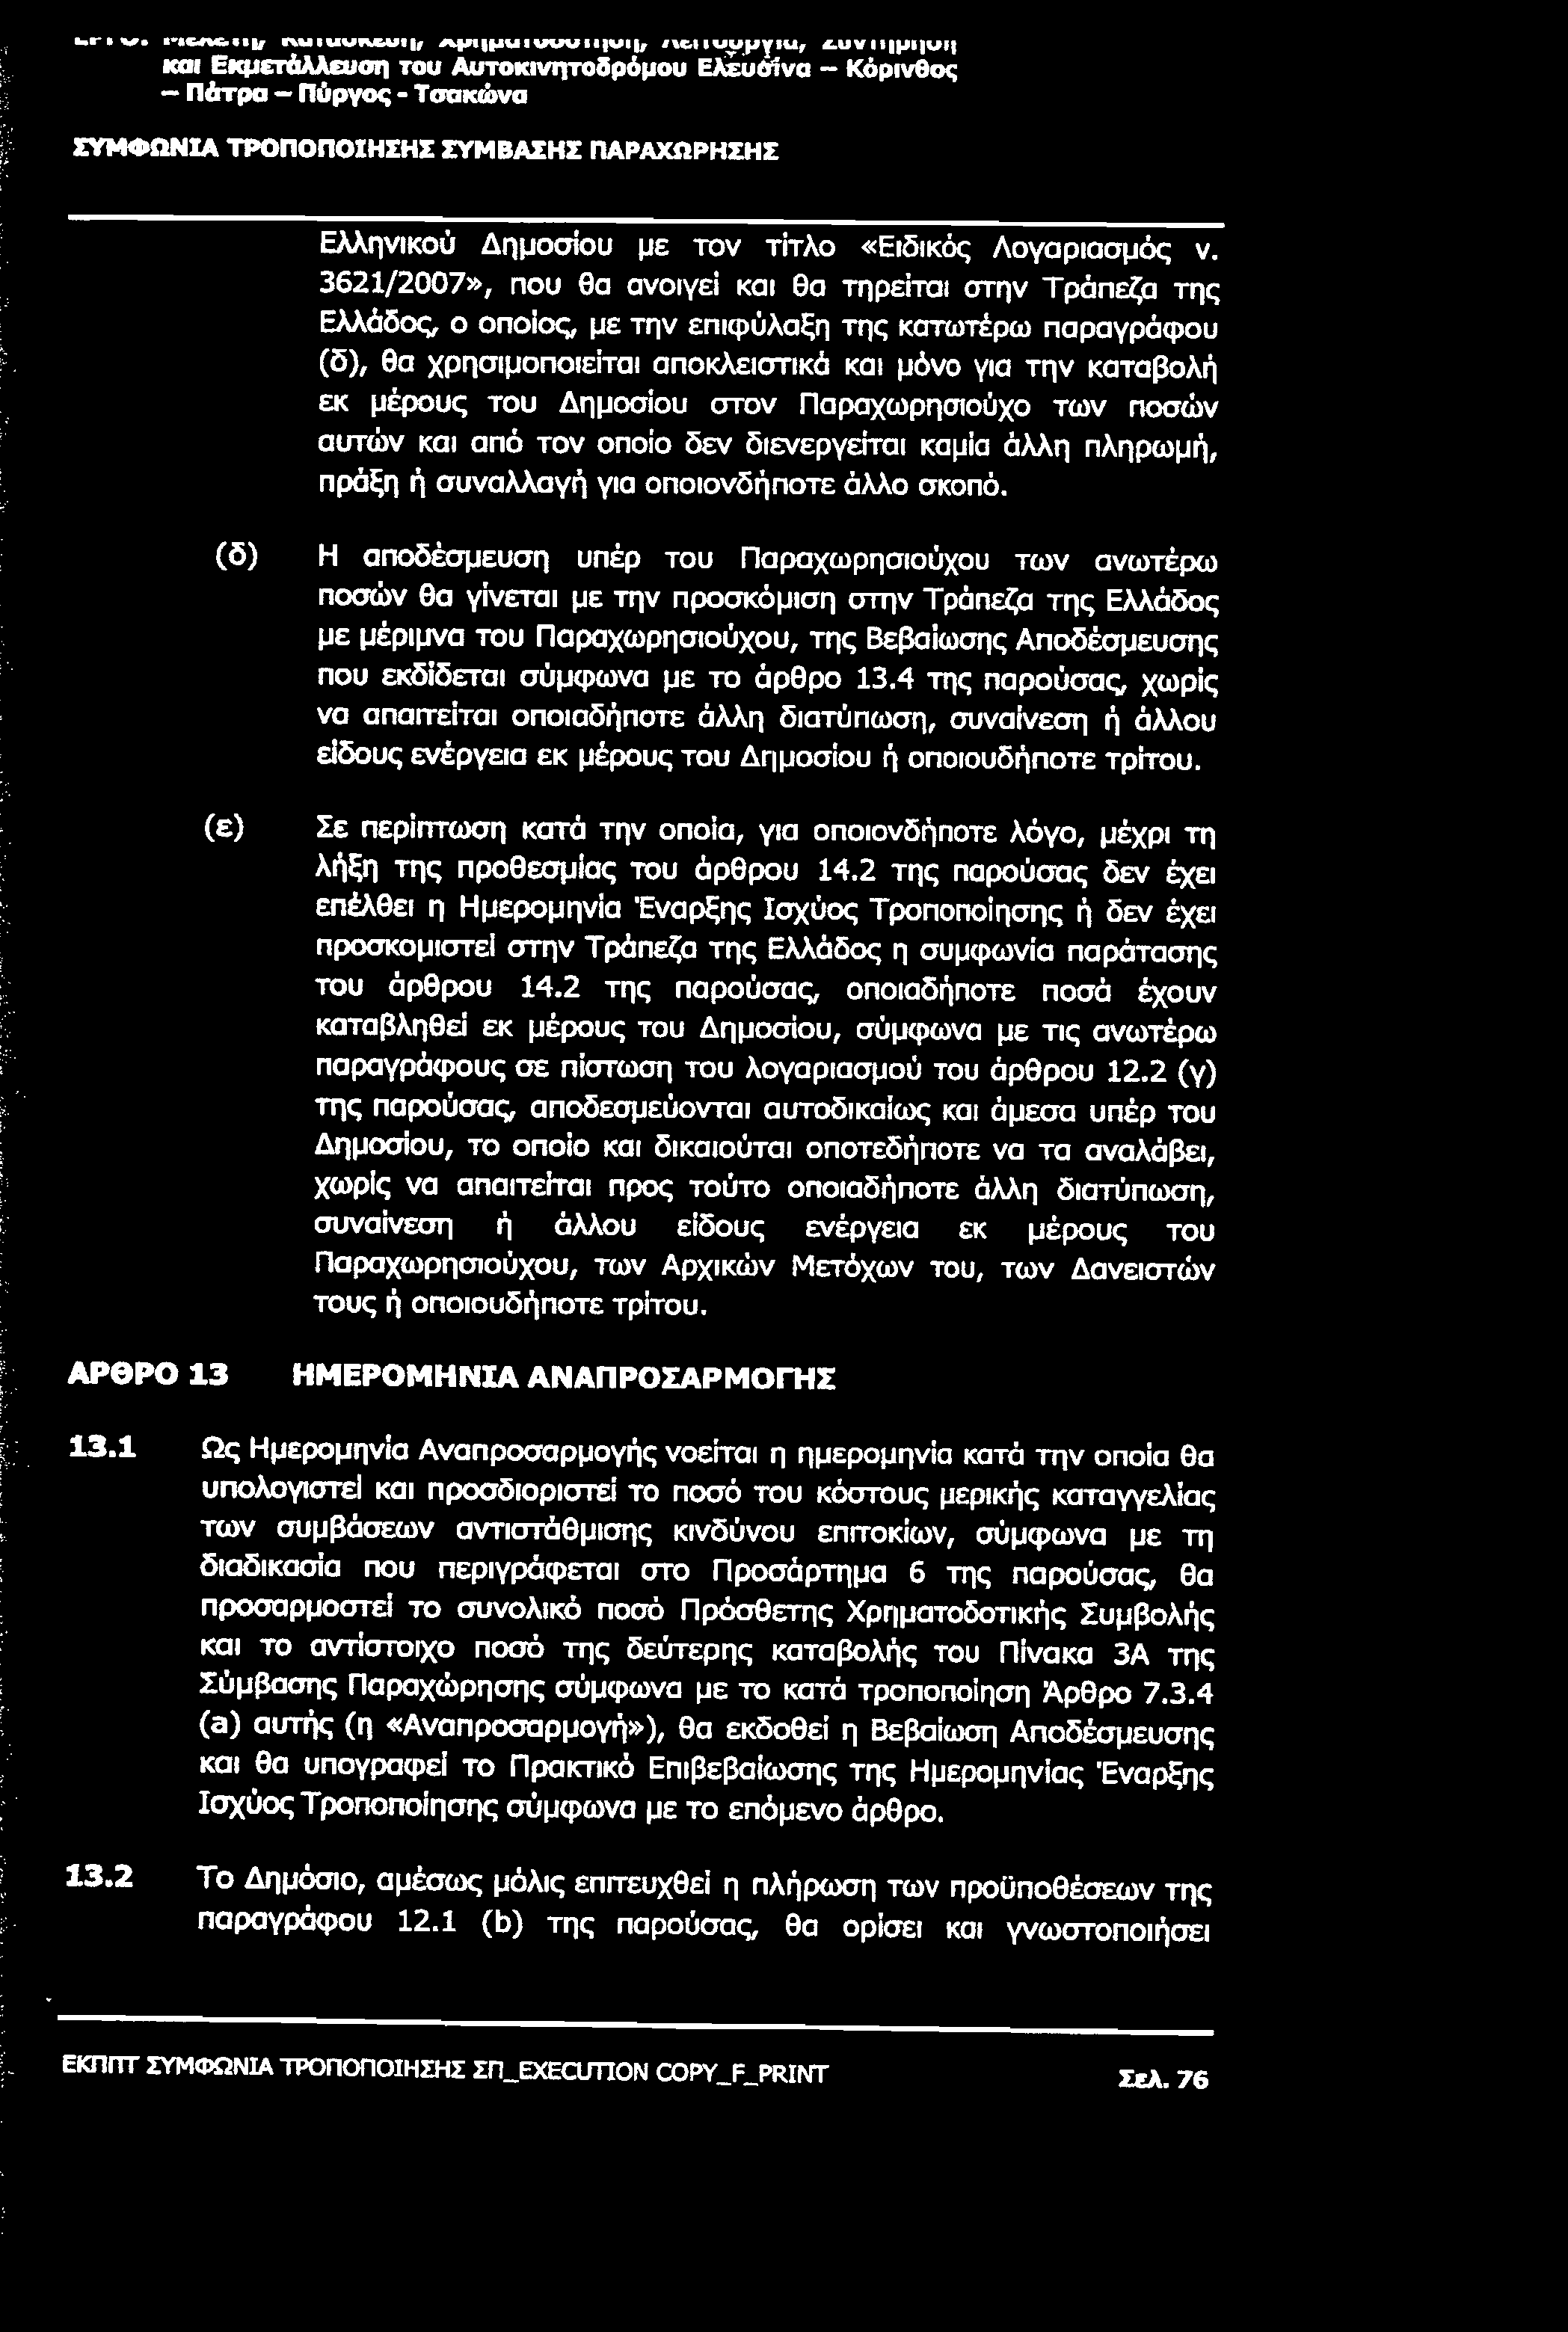 και Εκμετάλλευση του Αυτοκινητοδρόμου Ελευσίνα – Κόρινθος
– Πάτρα – Πύργος - Τσακώνα
ΣΥΜΦΩΝΙΑ ΤΡΟΠΟΠΟΙΗΣΗΣ ΣΥΜΒΑΣΗΣ ΠΑΡΑΧΩΡΗΣΗΣ
Ελληνικού Δημοσίου με τον τίτλο «Ειδικός Λογαριασμός ν.
3621/2007», που θα ανοιγεί και θα τηρείται στην Τράπεζα της
Ελλάδος, ο οποίος, με την επιφύλαξη της κατωτέρω παραγράφου
(δ), θα χρησιμοποιείται αποκλειστικά και μόνο για την καταβολή
εκ μέρους του Δημοσίου στον Παραχωρησιούχο των ποσών
αυτών και από τον οποίο δεν διενεργείται καμία άλλη πληρωμή,
πράξη ή συναλλαγή για οποιονδήποτε άλλο σκοπό.
(δ) Η αποδέσμευση υπέρ του Παραχωρησιούχου των ανωτέρω
ποσών θα γίνεται με την προσκόμιση στην Τράπεζα της Ελλάδος
με μέριμνα του Παραχωρησιούχου, της Βεβαίωσης Αποδέσμευσης
που εκδίδεται σύμφωνα με το άρθρο 13.4 της παρούσας, χωρίς
να απαιτείται οποιαδήποτε άλλη διατύπωση, συναίνεση ή άλλου
είδους ενέργεια εκ μέρους του Δημοσίου ή οποιουδήποτε τρίτου.
(ε) Σε περίπτωση κατά την οποία, για οποιονδήποτε λόγο, μέχρι τη
λήξη της προθεσμίας του άρθρου 14.2 της παρούσας δεν έχει
επέλθει η Ημερομηνία Έναρξης Ισχύος Τροποποίησης ή δεν έχει
προσκομιστεί στην Τράπεζα της Ελλάδος η συμφωνία παράτασης
του άρθρου 14.2 της παρούσας, οποιαδήποτε ποσά έχουν
καταβληθεί εκ μέρους του Δημοσίου, σύμφωνα με τις ανωτέρω
παραγράφους σε πίστωση του λογαριασμού του άρθρου 12.2 (γ)
της παρούσας, αποδεσμεύονται αυτοδικαίως και άμεσα υπέρ του
Δημοσίου, το οποίο και δικαιούται οποτεδήποτε να τα αναλάβει,
χωρίς να απαιτείται προς τούτο οποιαδήποτε άλλη διατύπωση,
συναίνεση ή άλλου είδους ενέργεια εκ μέρους του
Παραχωρησιούχου, των Αρχικών Μετόχων του, των Δανειστών
τους ή οποιουδήποτε τρίτου.
ΑΡΘΡΟ 13 ΗΜΕΡΟΜΗΝΙΑ ΑΝΑΠΡΟΣΑΡΜΟΓΗΣ
13.1 Ως Ημερομηνία Αναπροσαρμογής νοείται η ημερομηνία κατά την οποία θα
υπολογιστεί και προσδιοριστεί το ποσό του κόστους μερικής καταγγελίας
των συμβάσεων αντιστάθμισης κινδύνου επιτοκίων, σύμφωνα με τη
διαδικασία που περιγράφεται στο Προσάρτημα 6 της παρούσας, θα
προσαρμοστεί το συνολικό ποσό Πρόσθετης Χρηματοδοτικής Συμβολής
και το αντίστοιχο ποσό της δεύτερης καταβολής του Πίνακα 3Α της
Σύμβασης Παραχώρησης σύμφωνα με το κατά τροποποίηση Άρθρο 7.3.4
(a) αυτής (η «Αναπροσαρμογή»), θα εκδοθεί η Βεβαίωση Αποδέσμευσης
και θα υπογραφεί το Πρακτικό Επιβεβαίωσης της Ημερομηνίας Έναρξης
Ισχύος Τροποποίησης σύμφωνα με το επόμενο άρθρο.
13.2 Το Δημόσιο, αμέσως μόλις επιτευχθεί η πλήρωση των προϋποθέσεων της
παραγράφου 12.1 (b) της παρούσας, θα ορίσει και γνωστοποιήσει
ΕΚΠΠΤ ΣΥΜΦΩΝΙΑ ΤΡΟΠΟΠΟΙΗΣΗΣ ΣΠ_EXECUTION COPY_F_PRINT Σελ. 76